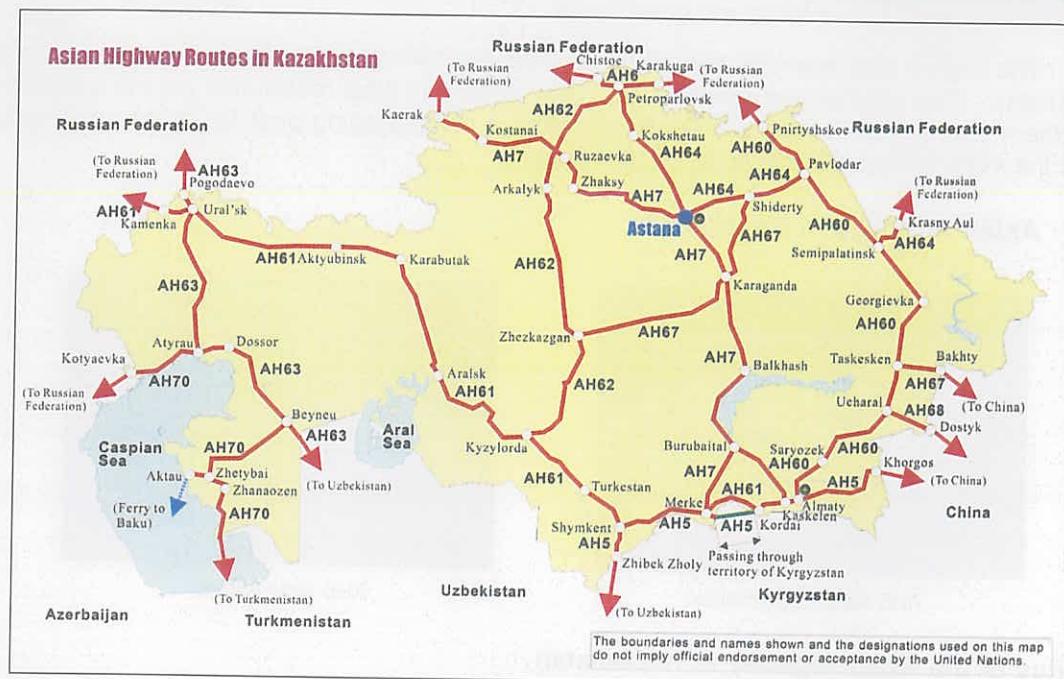 Asian Highway Routes in Kazakhstan
Russian Federation
Chistoe
Karakuga
(To Russian
Federation)
AH6
Petroparlovsk
Kaerak
AH62
Kostanai
AH7
Kokshetau
AH64
Ruzaevka
Arkalyk
Zhaksy
AH7
Pnirtyshskoe
Russian Federation
AH60
Pavlodar
AH64
AH64
Shiderty
Astana
AH60
(To Russian
Federation)
Krasny Aul
AH64
Semipalatinsk
Russian Federation
(To Russian
Federation)
AH63
Pogodaevo
AH61
Kamenka
Ural'sk
AH61
Aktyubinsk
Karabutak
AH63
AH62
AH7
AH67
Karaganda
Georgievka
AH60
Zhezkazgan
AH67
Atyrau
Dossor
Kotyaevka
AH70
AH63
(To Russian
Federation)
AH7
Balkhash
Taskesken
Bakhty
AH67
(To China)
Ucharal
AH68
Dostyk
Aralsk
AH61
AH62
Beyneu
AH63
Aral
Sea
Kyzylorda
Caspian
Sea
AH70
Aktau
Zhetybai
Zhanaozen
(To Uzbekistan)
(Ferry to
Baku)
AH70
Burubaital
Saryozek
AH60
AH60
Khorgos
AH7
AH61
AH5
(To China)
AH61
Turkestan
Merke
Almaty
Kaskelen
China
Shymkent
AH5
AH5
Kordai
AH5
Zhibek Zholy
Passing through
territory of Kyrgyzstan
Uzbekistan
Kyrgyzstan
(To Turkmenistan)
(To Uzbekistan)
Azerbaijan
Turkmenistan
The boundaries and names shown and the designations used on this map
do not imply official endorsement or acceptance by the United Nations.